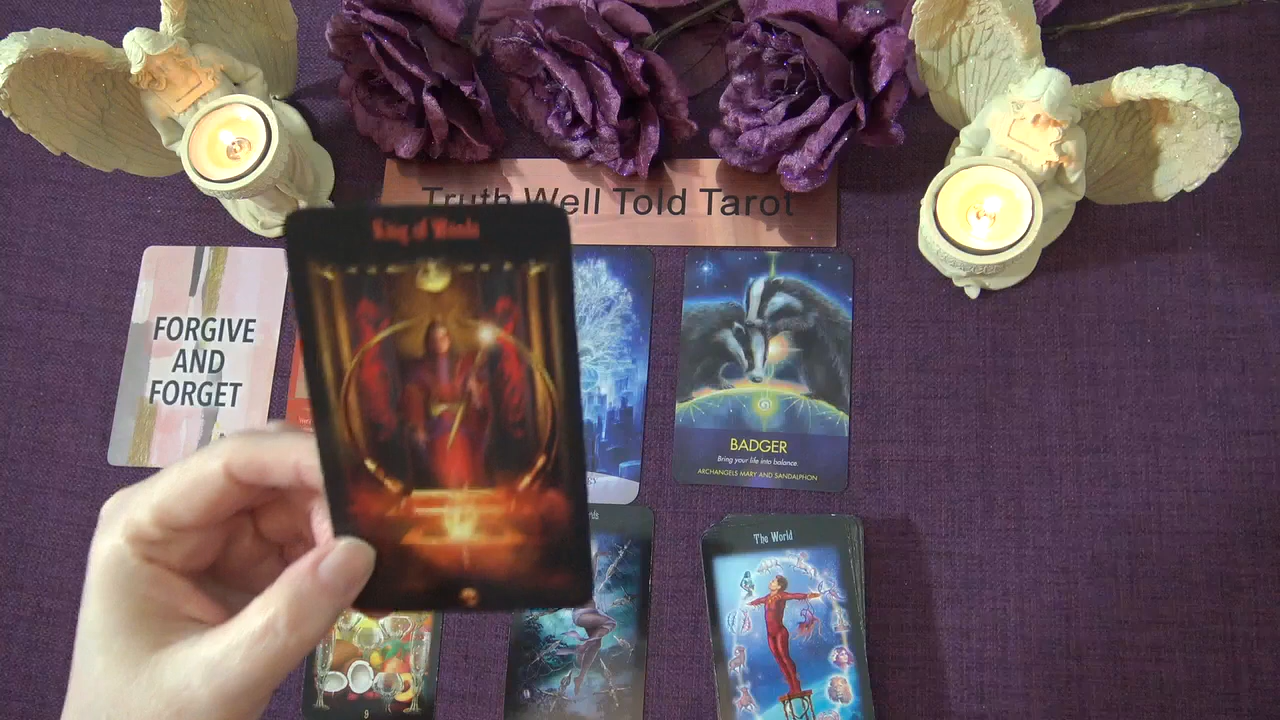 Truth Well Told Tarot
King of Wands
FORGIVE
AND
FORGET
BADGER
Bring your life into balance.
ARCHANGELS MARY AND SANDALPHON
The World
9